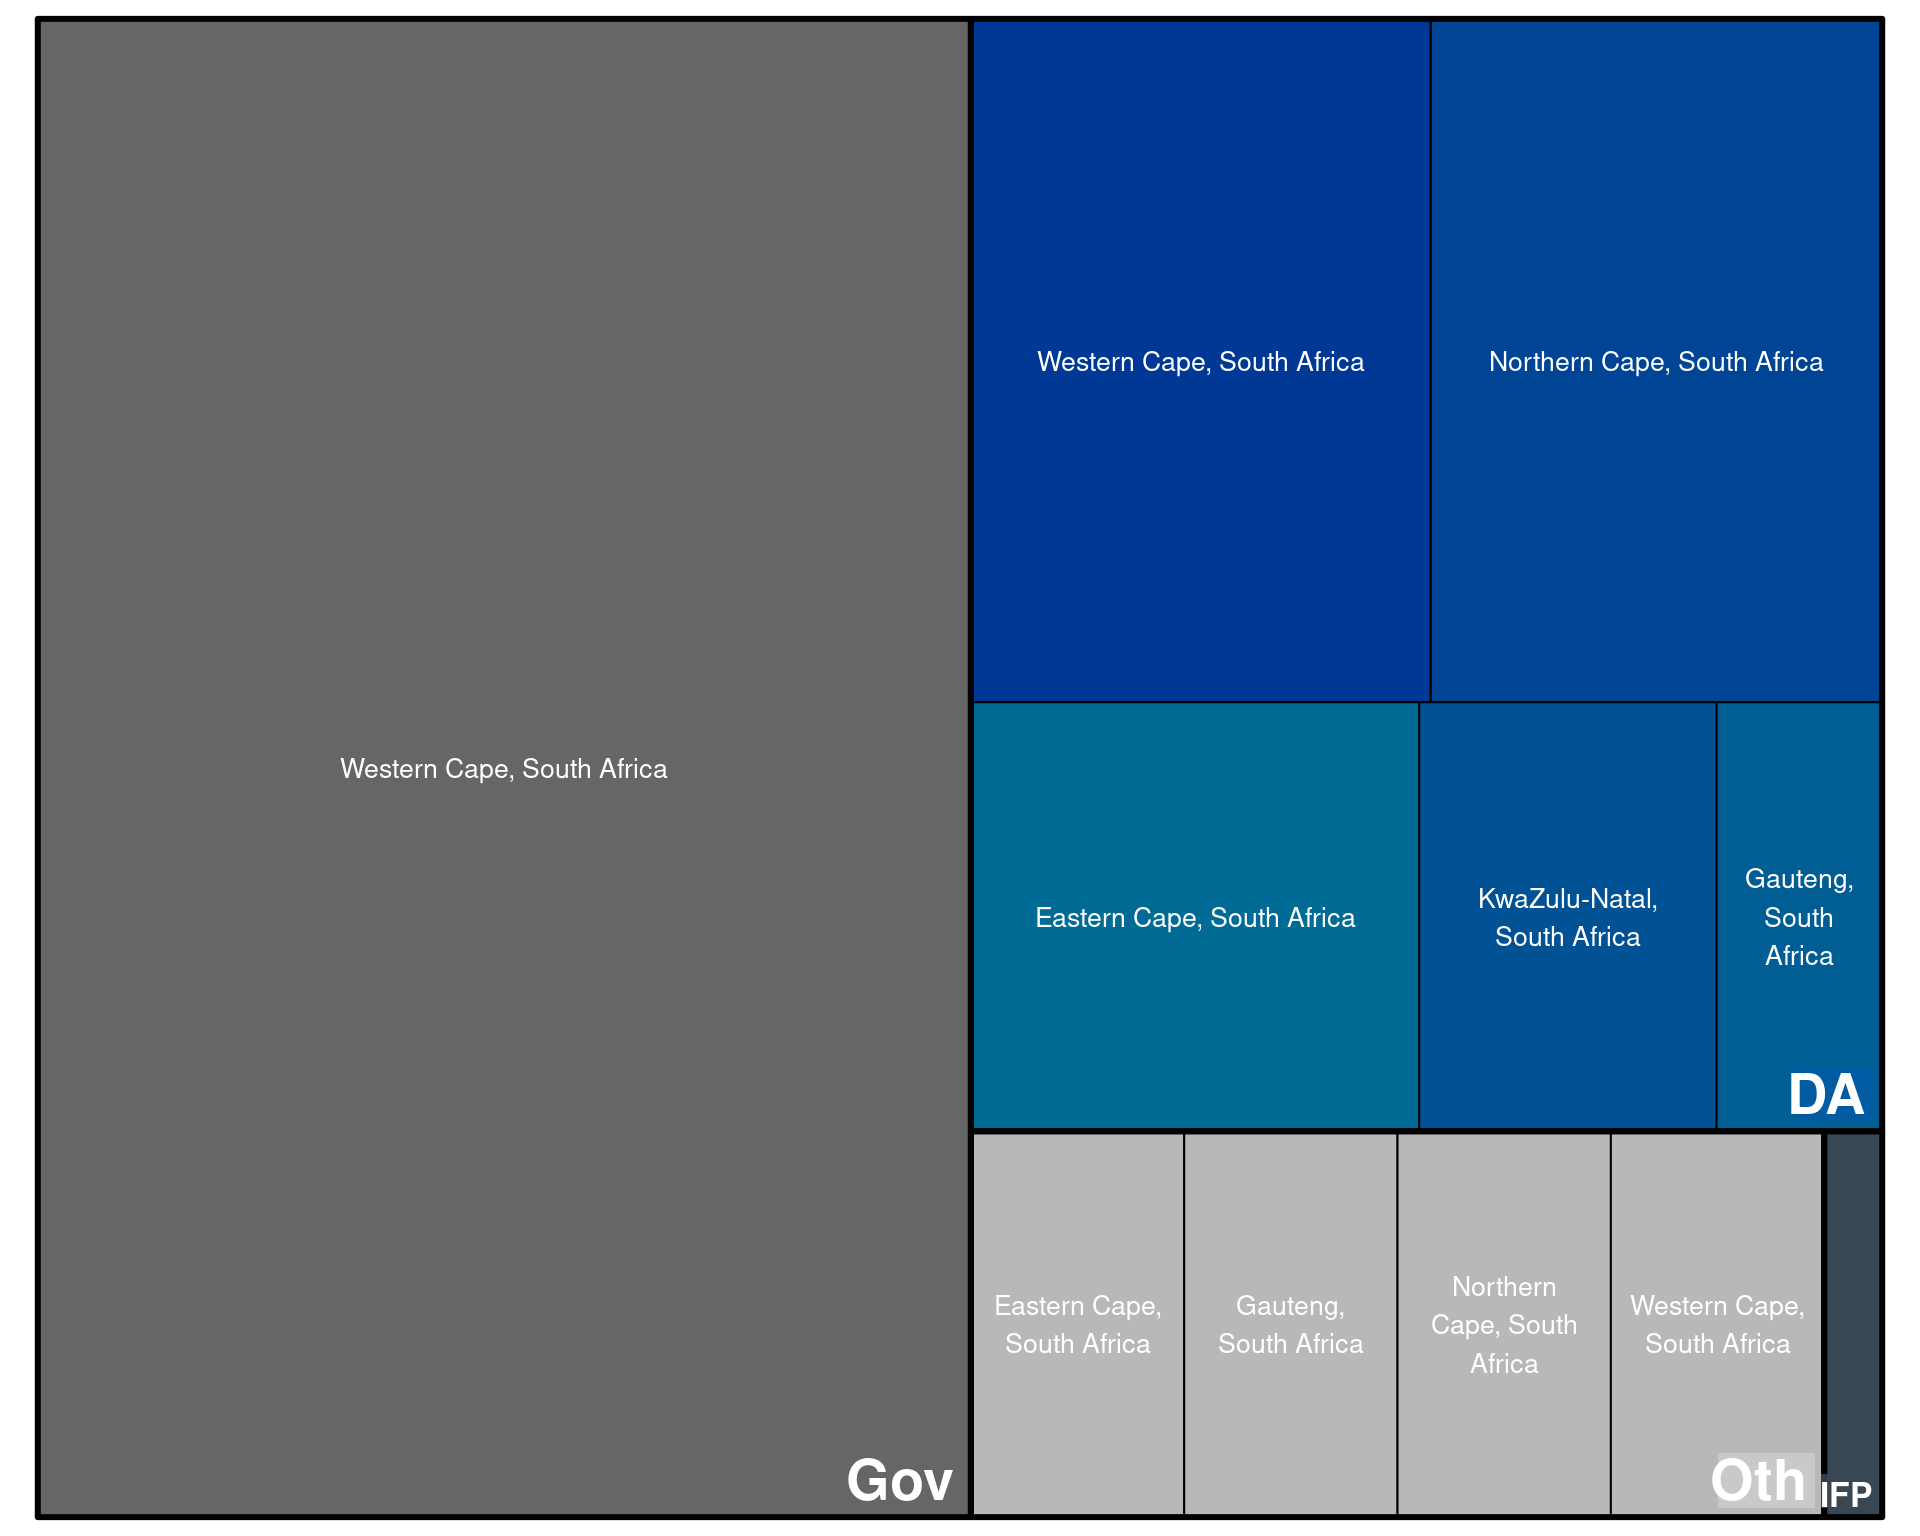 Western Cape, South Africa
Gov
Western Cape, South Africa
Northern Cape, South Africa
Eastern Cape, South Africa
KwaZulu-Natal,
South Africa
Gauteng,
South
Africa
DA
Eastern Cape,
South Africa
Gauteng,
South Africa
Northern
Cape, South
Africa
Western Cape,
South Africa
Oth
IFP